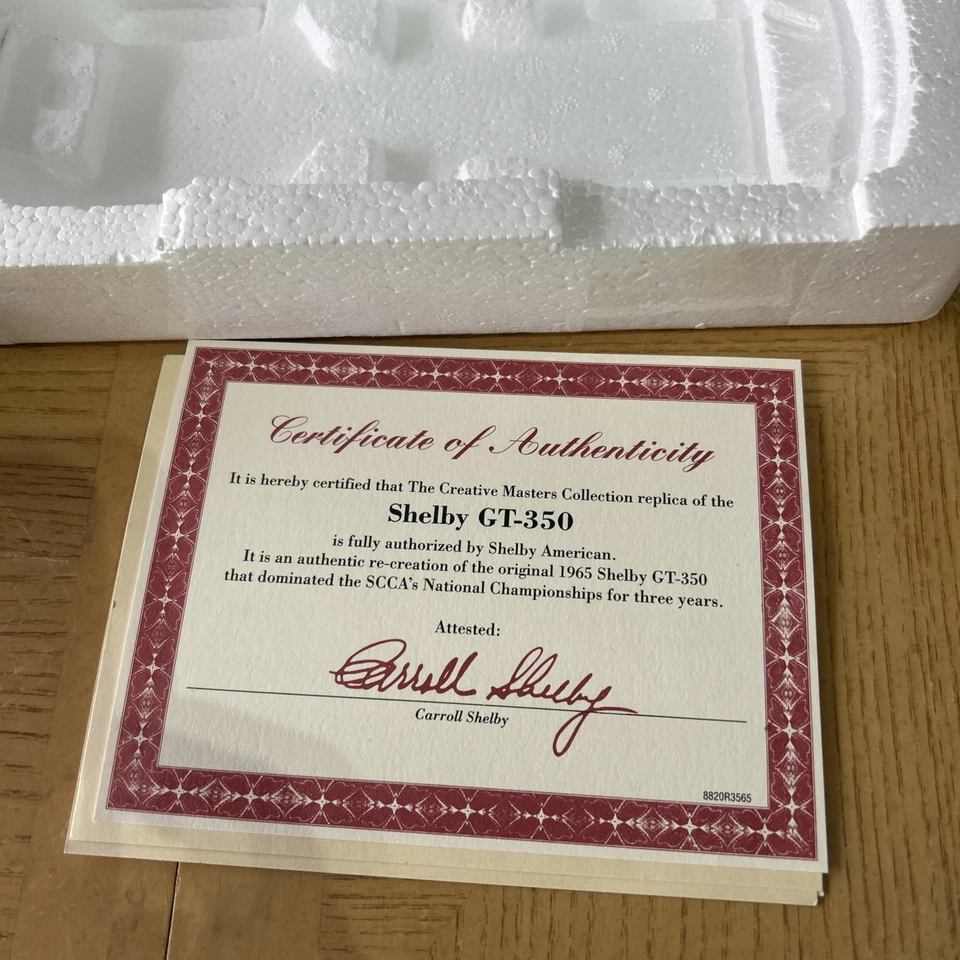 Certificate of Authenticity
It is hereby certified that The Creative Masters Collection replica of the
Shelby GT-350
is fully authorized by Shelby American.
It is an authentic re-creation of the original 1965 Shelby GT-350
that dominated the SCCA's National Championships for three years.
Attested:
Carroll Shelby
Carroll Shelby
8820R3565